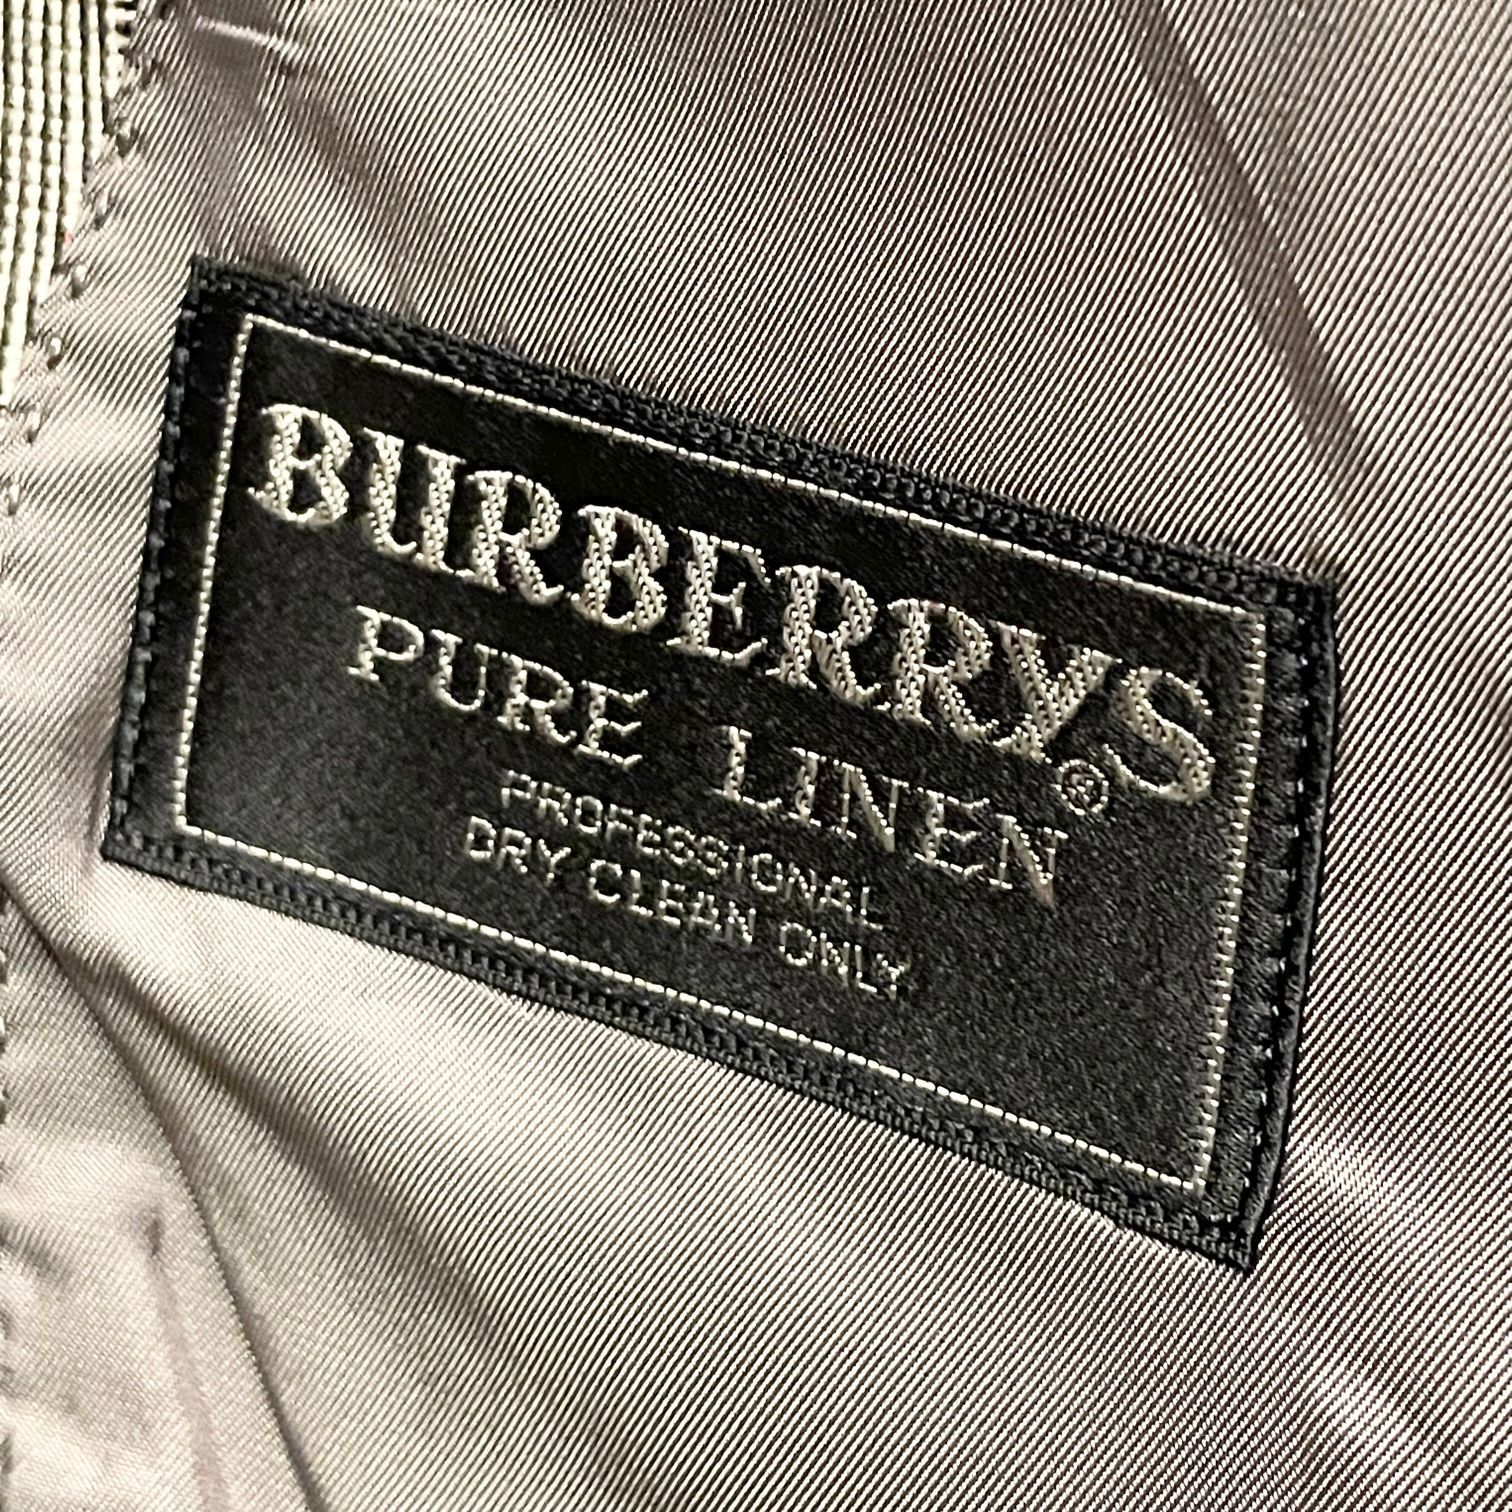 BURBERRYS®
PURE LINEN
PROFESSIONAL
DRY CLEAN ONLY